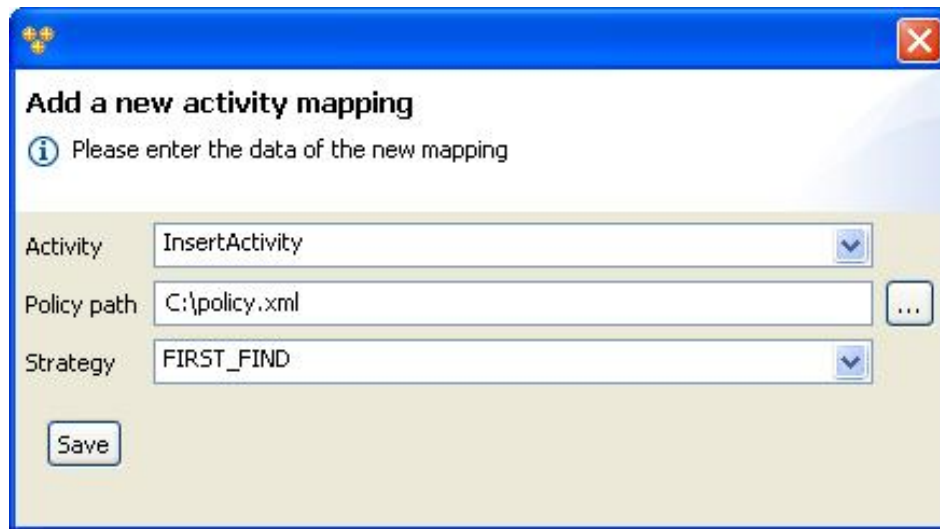 Add a new activity mapping
Please enter the data of the new mapping
Activity InsertActivity
Policy path C:\policy.xml ...
Strategy FIRST_FIND
Save